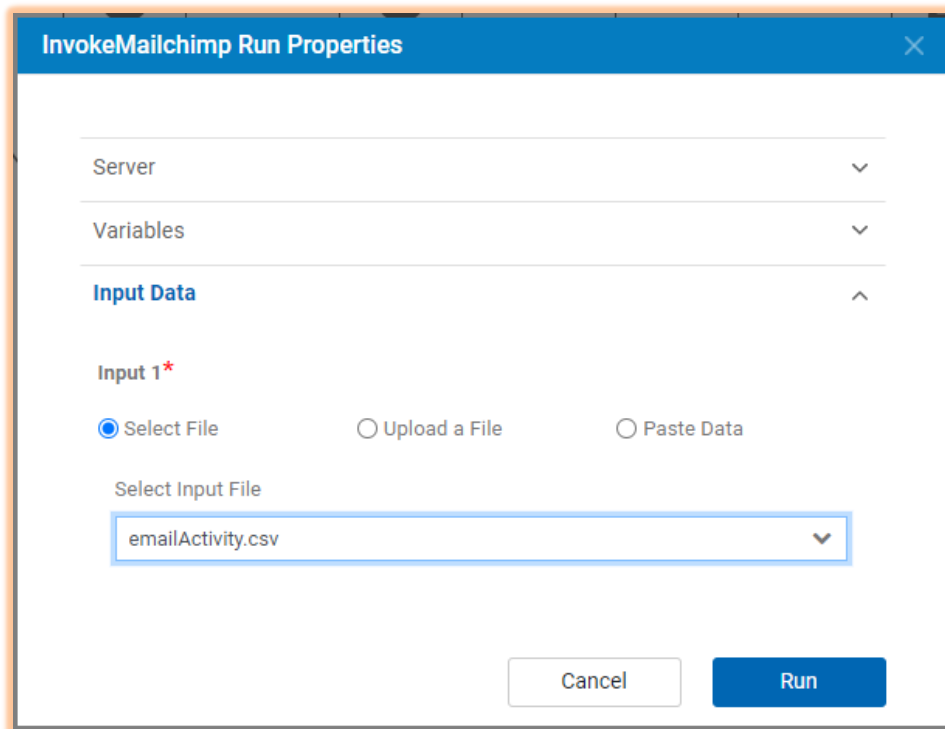 InvokeMailchimp Run Properties
Server
Variables
Input Data
Input 1*
Select File Upload a File Paste Data
Select Input File
emailActivity.csv
Cancel Run